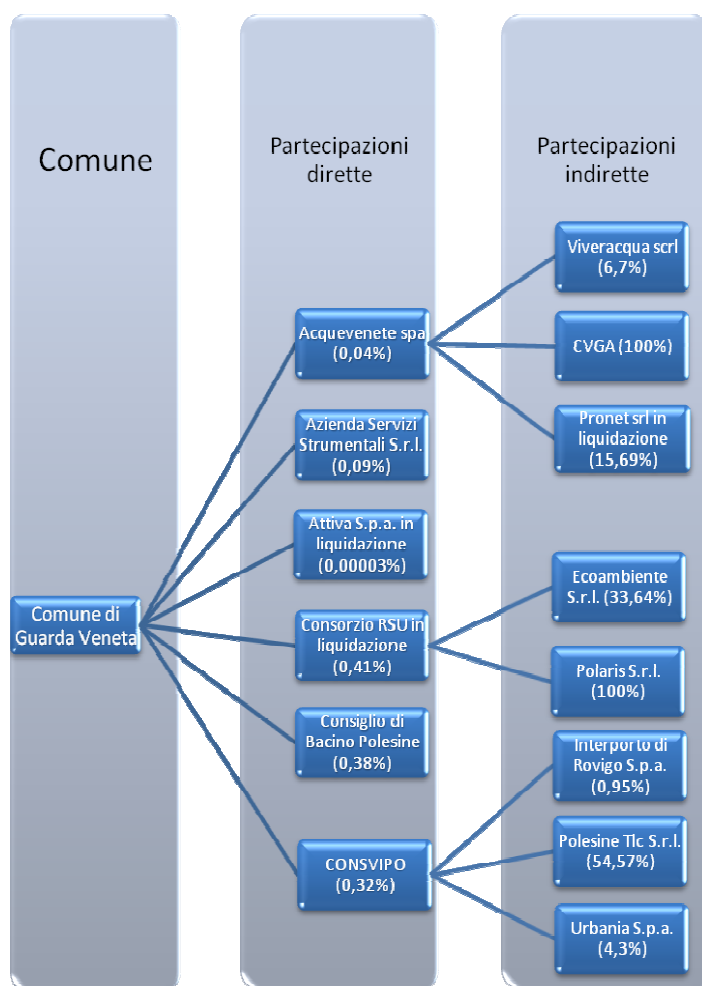 Comune
Partecipazioni
dirette
Partecipazioni
indirette
Comune di
Guarda Veneta
Acquevenete spa
(0,04%)
Azienda Servizi
Strumentali S.r.l.
(0,09%)
Attiva S.p.a. in
liquidazione
(0,00003%)
Consorzio RSU in
liquidazione
(0,41%)
Consiglio di
Bacino Polesine
(0,38%)
CONSVIPO
(0,32%)
Viveracqua scrl
(6,7%)
CVGA (100%)
Pronet srl in
liquidazione
(15,69%)
Ecoambiente
S.r.l. (33,64%)
Polaris S.r.l.
(100%)
Interporto di
Rovigo S.p.a.
(0,95%)
Polesine Tlc S.r.l.
(54,57%)
Urbania S.p.a.
(4,3%)